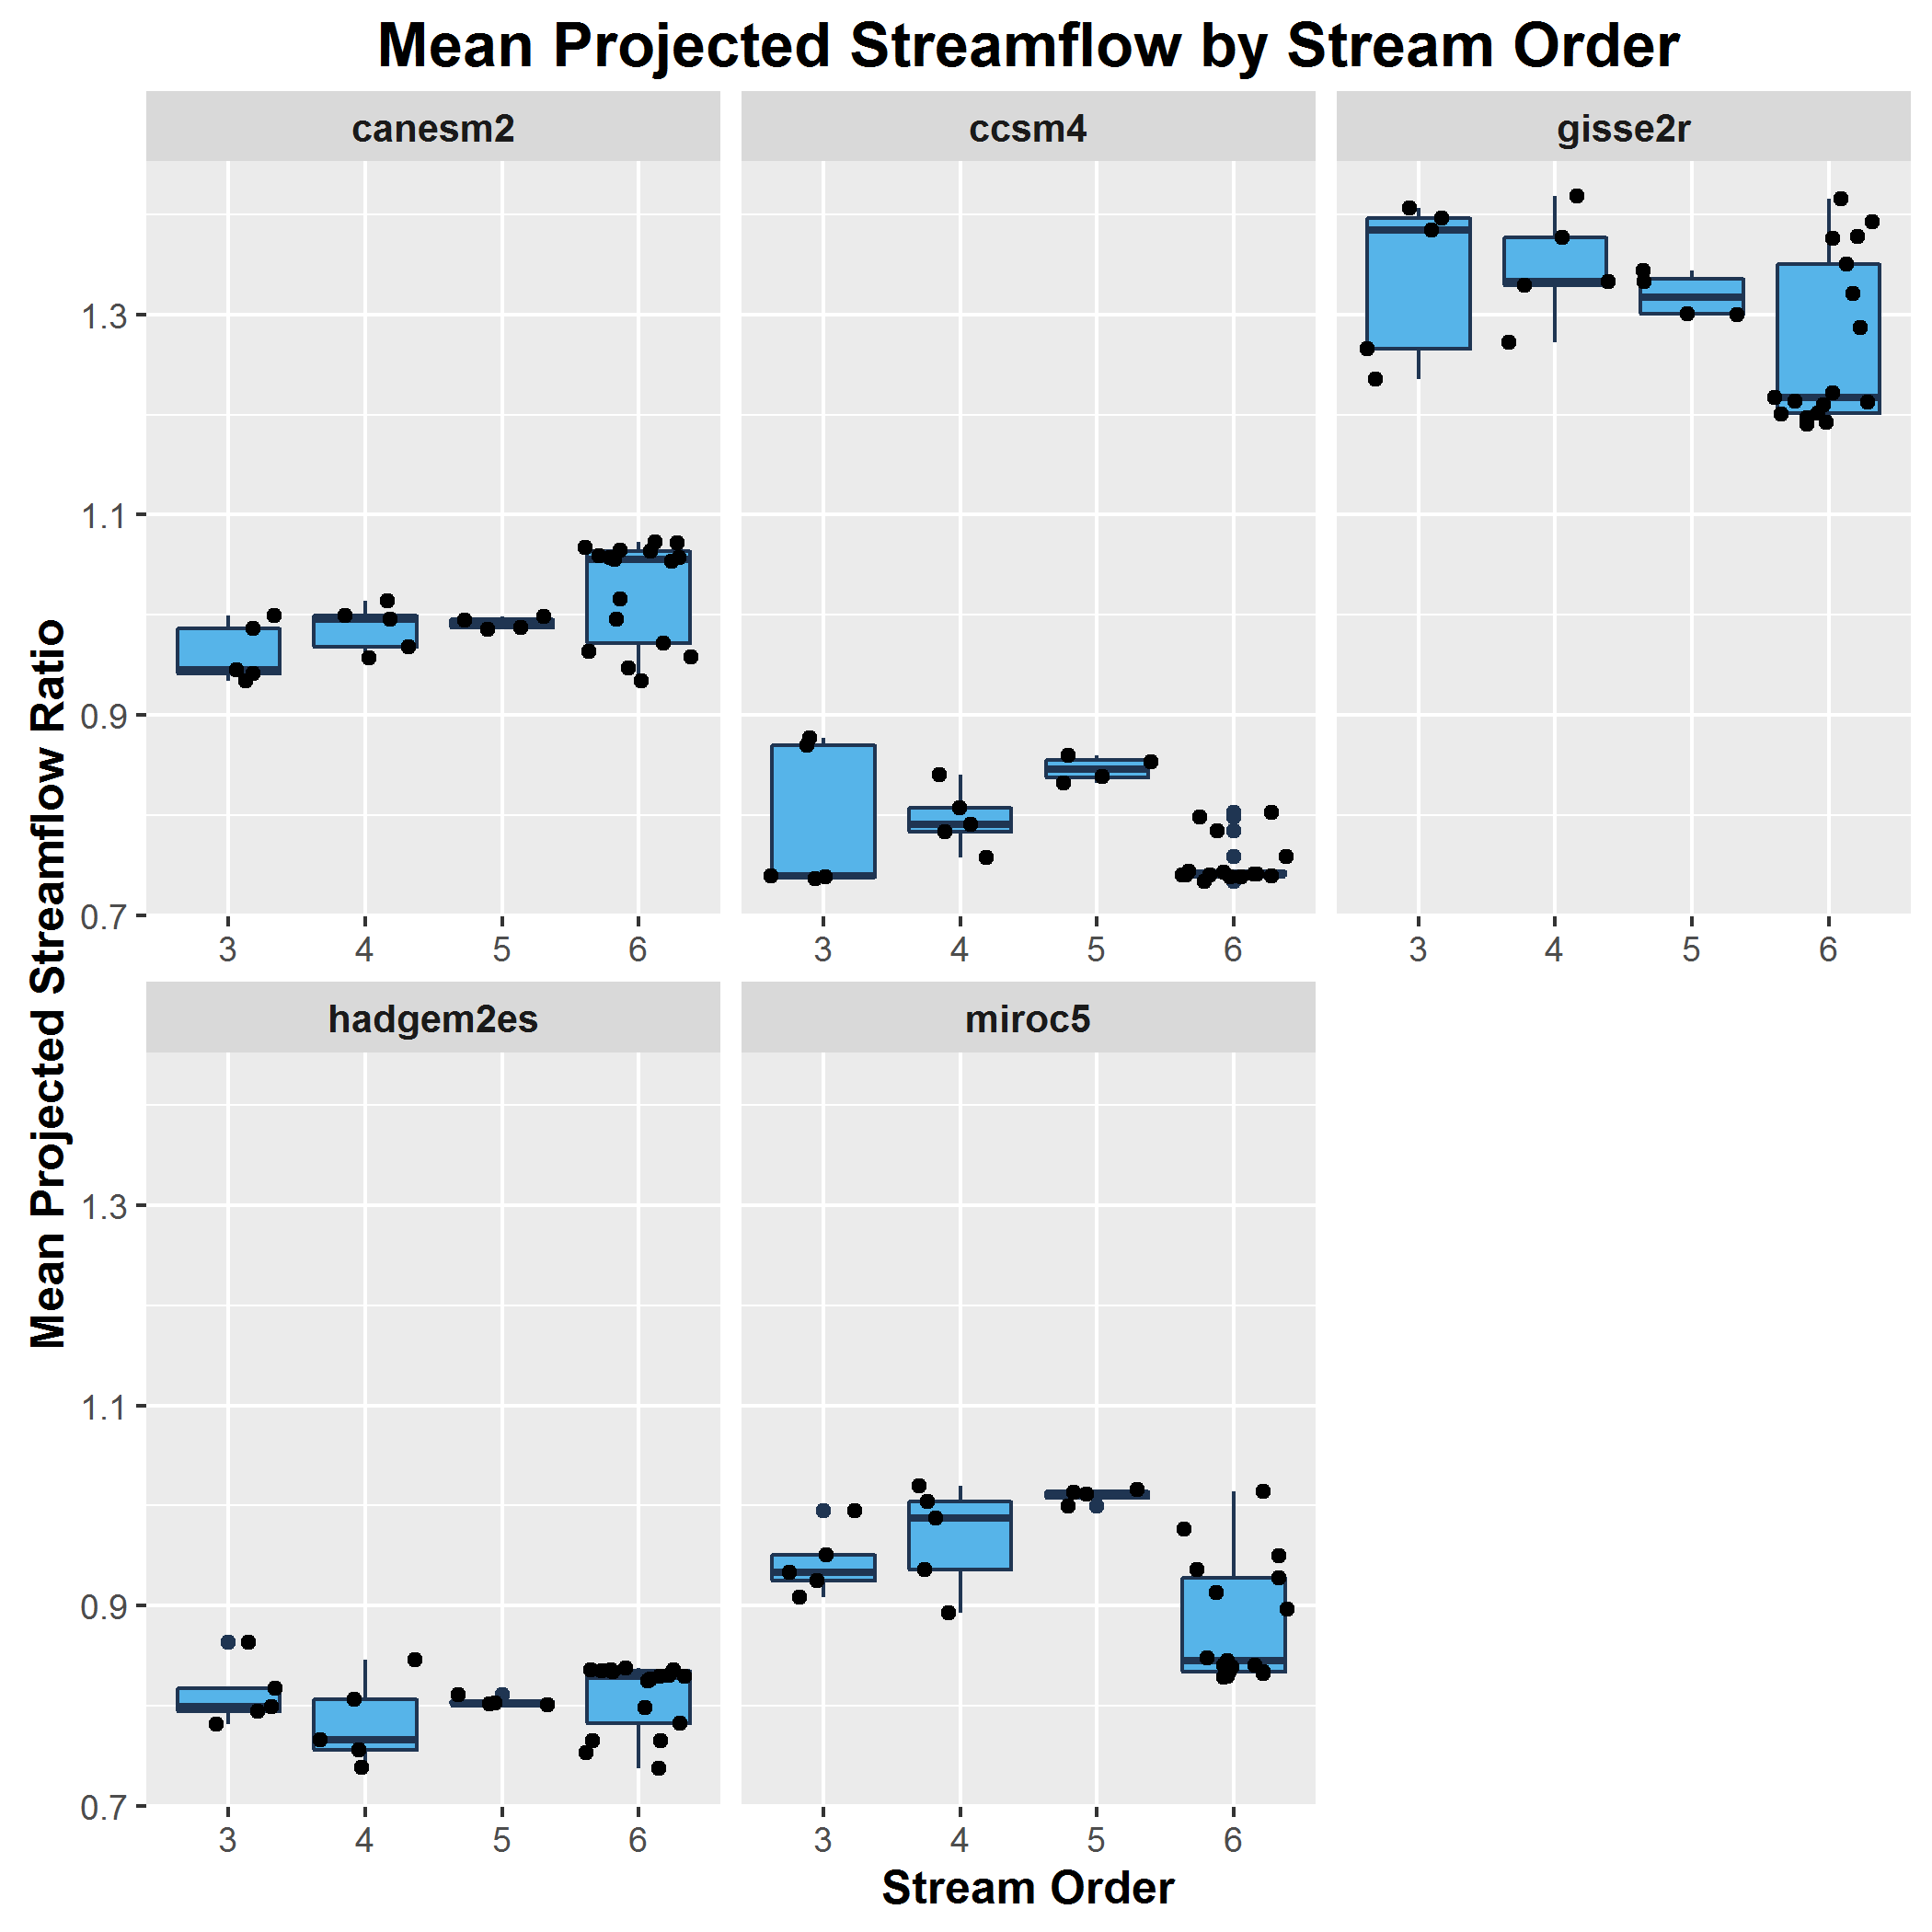 Mean Projected Streamflow by Stream Order
canesm2
ccsm4
gisse2r
1.3
1.1
0.9
0.7
3 4 5 6
3 4 5 6
3 4 5 6
Mean Projected Streamflow Ratio
hadgem2es
miroc5
1.3
1.1
0.9
0.7
3 4 5 6
3 4 5 6
Stream Order